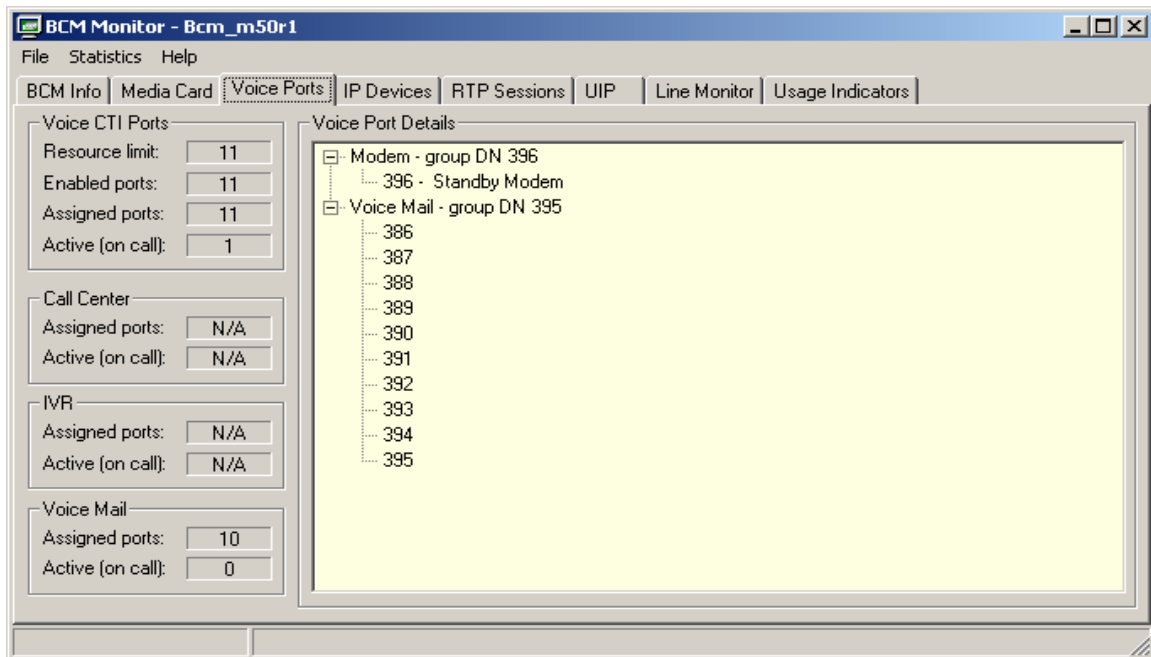 BCM Monitor - Bcm_m50r1
File Statistics Help
BCM Info Media Card Voice Ports IP Devices RTP Sessions UIP Line Monitor Usage Indicators
Voice CTI Ports
Resource limit: 11
Enabled ports: 11
Assigned ports: 11
Active (on call): 1
Call Center
Assigned ports: N/A
Active (on call): N/A
IVR
Assigned ports: N/A
Active (on call): N/A
Voice Mail
Assigned ports: 10
Active (on call): 0
Voice Port Details
Modem - group DN 396
396 - Standby Modem
Voice Mail - group DN 395
386
387
388
389
390
391
392
393
394
395